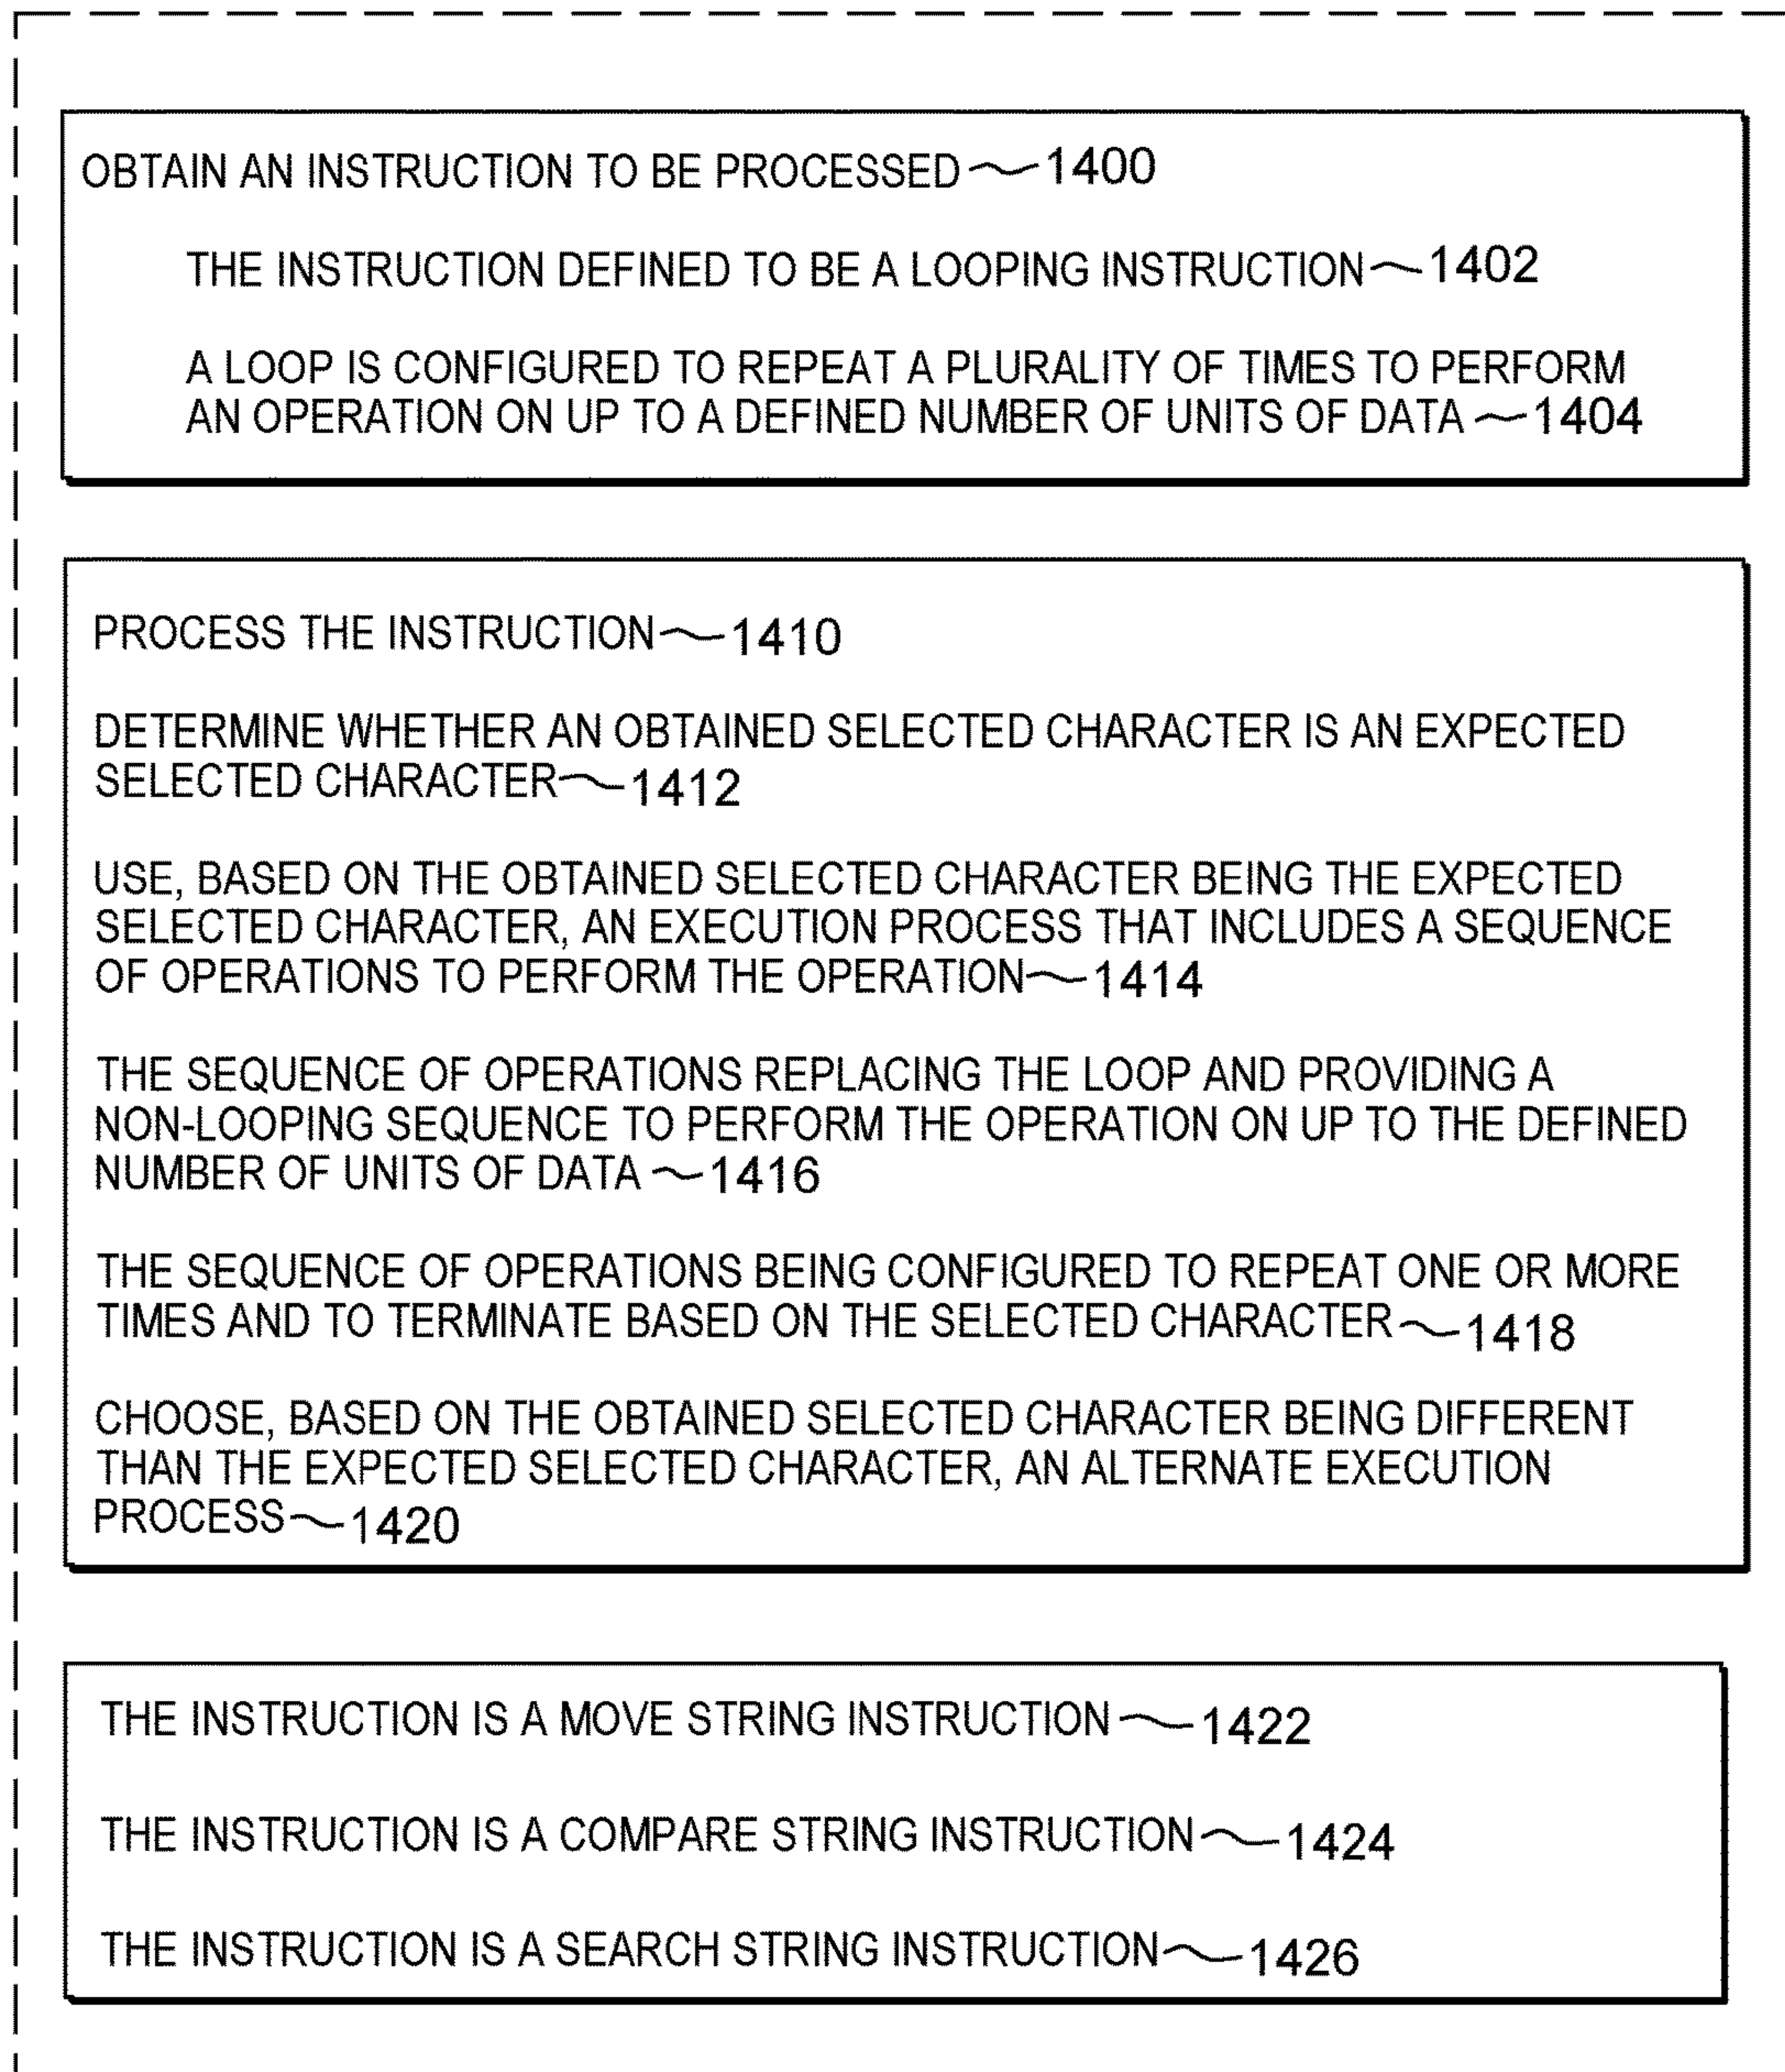 OBTAIN AN INSTRUCTION TO BE PROCESSED 1400
THE INSTRUCTION DEFINED TO BE A LOOPING INSTRUCTION 1402
A LOOP IS CONFIGURED TO REPEAT A PLURALITY OF TIMES TO PERFORM
AN OPERATION ON UP TO A DEFINED NUMBER OF UNITS OF DATA 1404
PROCESS THE INSTRUCTION 1410
DETERMINE WHETHER AN OBTAINED SELECTED CHARACTER IS AN EXPECTED
SELECTED CHARACTER 1412
USE, BASED ON THE OBTAINED SELECTED CHARACTER BEING THE EXPECTED
SELECTED CHARACTER, AN EXECUTION PROCESS THAT INCLUDES A SEQUENCE
OF OPERATIONS TO PERFORM THE OPERATION 1414
THE SEQUENCE OF OPERATIONS REPLACING THE LOOP AND PROVIDING A
NON-LOOPING SEQUENCE TO PERFORM THE OPERATION ON UP TO THE DEFINED
NUMBER OF UNITS OF DATA 1416
THE SEQUENCE OF OPERATIONS BEING CONFIGURED TO REPEAT ONE OR MORE
TIMES AND TO TERMINATE BASED ON THE SELECTED CHARACTER 1418
CHOOSE, BASED ON THE OBTAINED SELECTED CHARACTER BEING DIFFERENT
THAN THE EXPECTED SELECTED CHARACTER, AN ALTERNATE EXECUTION
PROCESS 1420
THE INSTRUCTION IS A MOVE STRING INSTRUCTION 1422
THE INSTRUCTION IS A COMPARE STRING INSTRUCTION 1424
THE INSTRUCTION IS A SEARCH STRING INSTRUCTION 1426